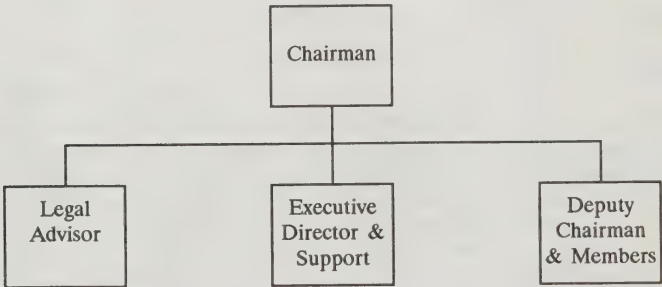 Chairman
Legal
Advisor
Executive
Director &
Support
Deputy
Chairman
& Members